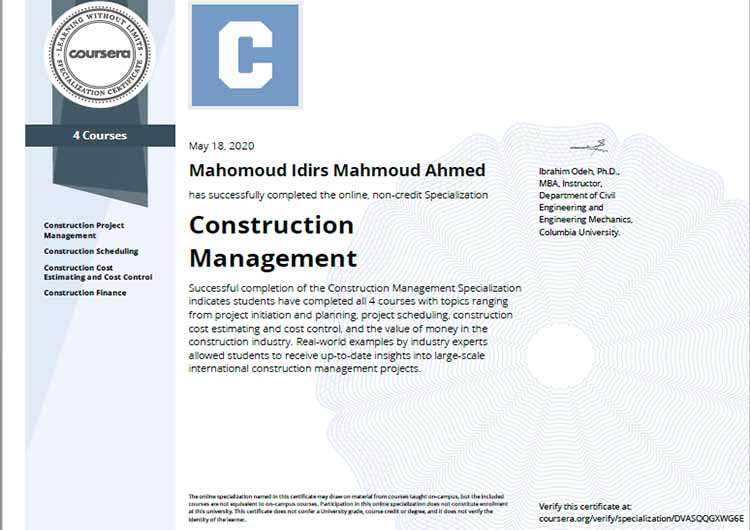 LEARNING WITHOUT LIMITS
coursera
SPECIALIZATION CERTIFICATE
4 Courses
Construction Project
Management
Construction Scheduling
Construction Cost
Estimating and Cost Control
Construction Finance
C
May 18, 2020
Mahomoud Idirs Mahmoud Ahmed
has successfully completed the online, non-credit Specialization
Construction
Management
Successful completion of the Construction Management Specialization
indicates students have completed all 4 courses with topics ranging
from project initiation and planning, project scheduling, construction
cost estimating and cost control, and the value of money in the
construction industry. Real-world examples by industry experts
allowed students to receive up-to-date insights into large-scale
international construction management projects.
Ibrahim Odeh, Ph.D.,
MBA, Instructor,
Department of Civil
Engineering and
Engineering Mechanics,
Columbia University.
The online specialization named in this certificate may draw on material from courses taught on-campus, but the included
courses are not equivalent to on-campus courses. Participation in this online specialization does not constitute enrollment
at this university. This certificate does not confer a University grade, course credit or degree, and it does not verify the
identity of the learner.
Verify this certificate at:
coursera.org/verify/specialization/DVASQQGXWG6E